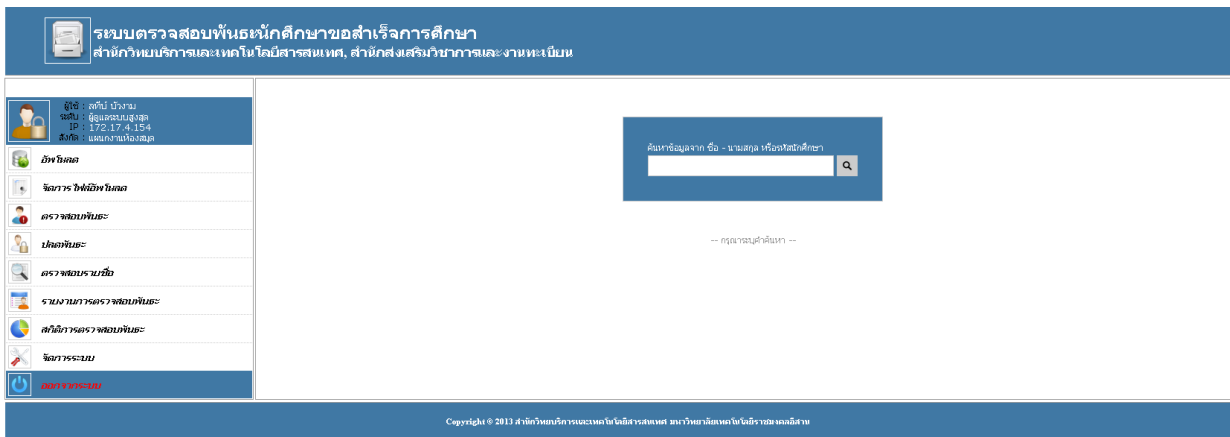 ระบบตรวจสอบพันธะนักศึกษาขอสำเร็จการศึกษา
สำนักวิทยบริการและเทคโนโลยีสารสนเทศ, สำนักส่งเสริมวิชาการและงานทะเบียน
ผู้ใช้ : ลทีป์ บัวงาม
ระดับ : ผู้ดูแลระบบสูงสุด
IP : 172.17.4.154
สังกัด : แผนกงานห้องสมุด
อัพโหลด
จัดการไฟล์อัพโหลด
ตรวจสอบพันธะ
ปลดพันธะ
ตรวจสอบรายชื่อ
รายงานการตรวจสอบพันธะ
สถิติการตรวจสอบพันธะ
จัดการระบบ
ออกจากระบบ
ค้นหาข้อมูลจาก ชื่อ - นามสกุล หรือรหัสนักศึกษา
-- กรุณาระบุคำค้นหา --
Copyright © 2013 สำนักวิทยบริการและเทคโนโลยีสารสนเทศ มหาวิทยาลัยเทคโนโลยีราชมงคลอีสาน